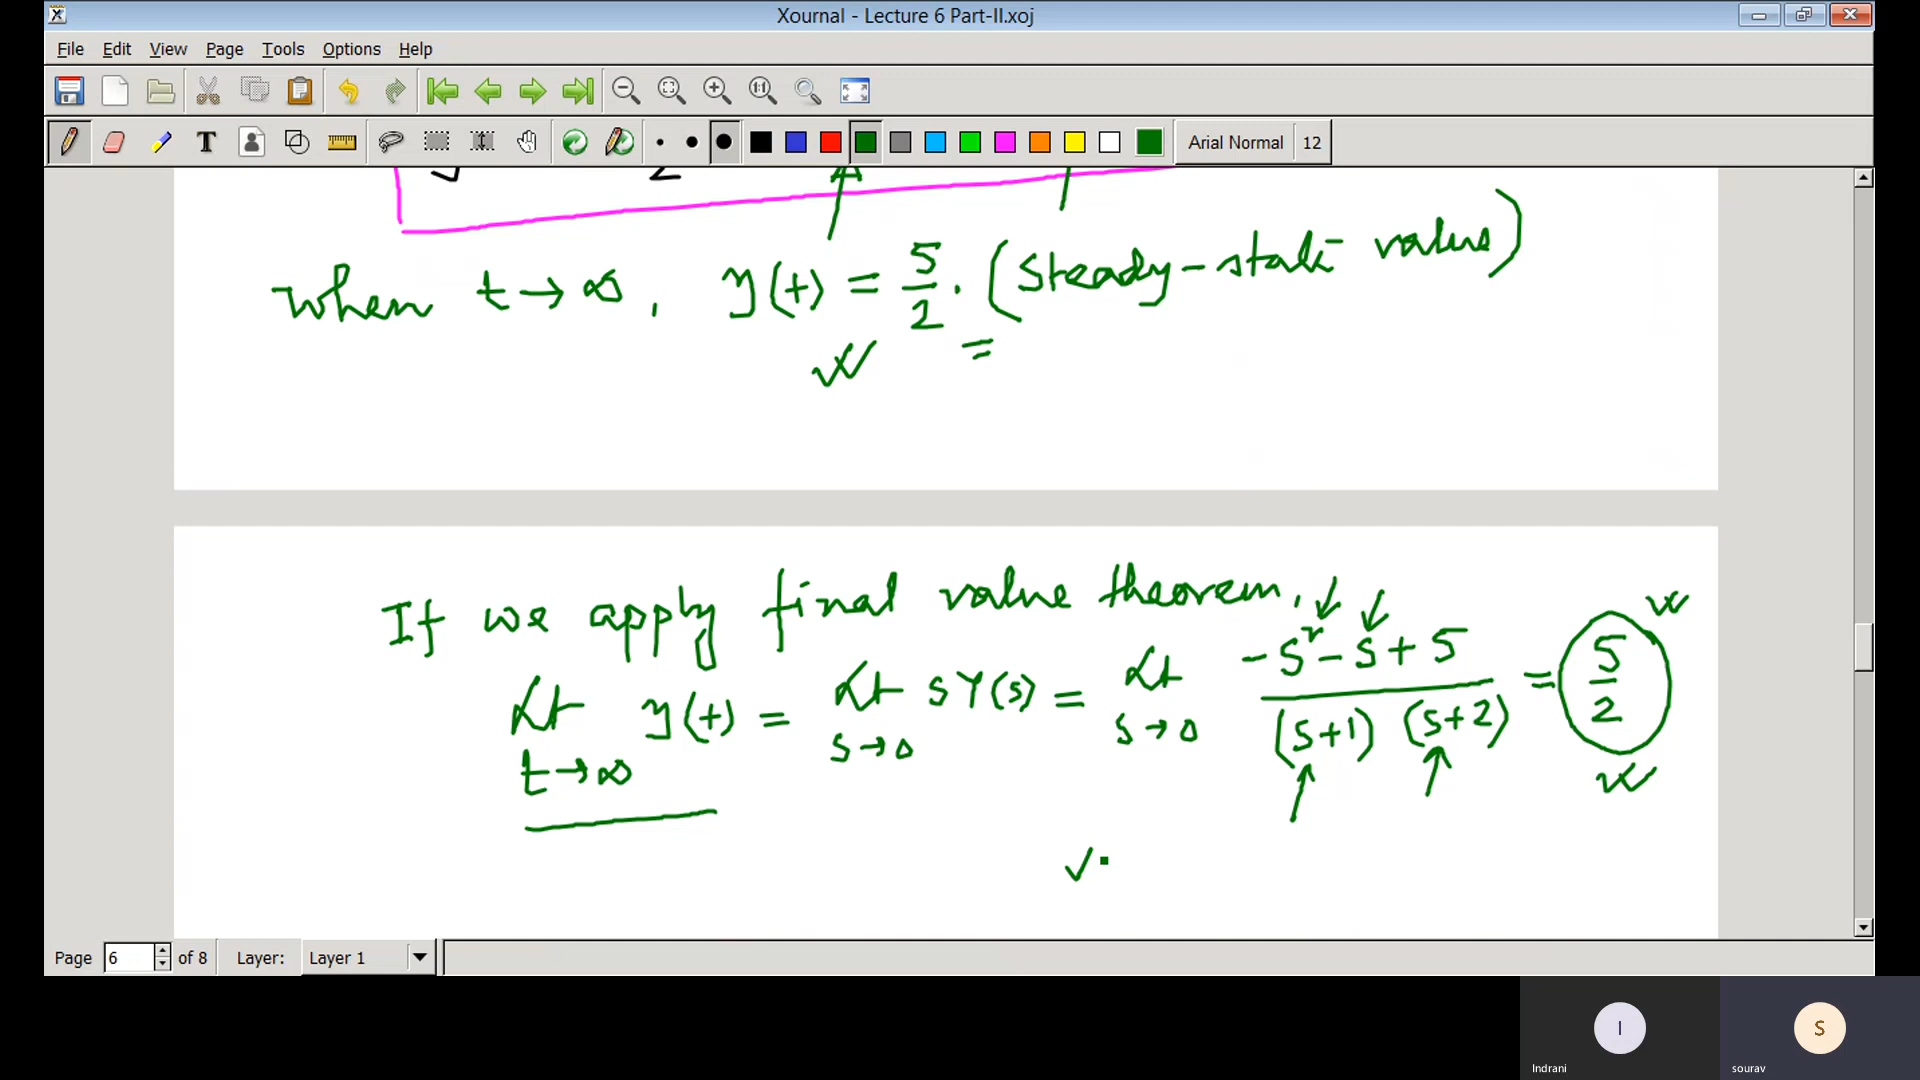 Xournal - Lecture 6 Part-II.xoj
File Edit View Page Tools Options Help
Arial Normal 12
when t → ∞, y(t) = 5/2. (Steady-state value)
If we apply final value theorem,
Lt t→∞ y(t) = Lt s→0 sY(s) = Lt s→0 (-s² - s + 5)/((s+1)(s+2)) = 5/2
Page 6 of 8 Layer: Layer 1
I S
Indrani sourav